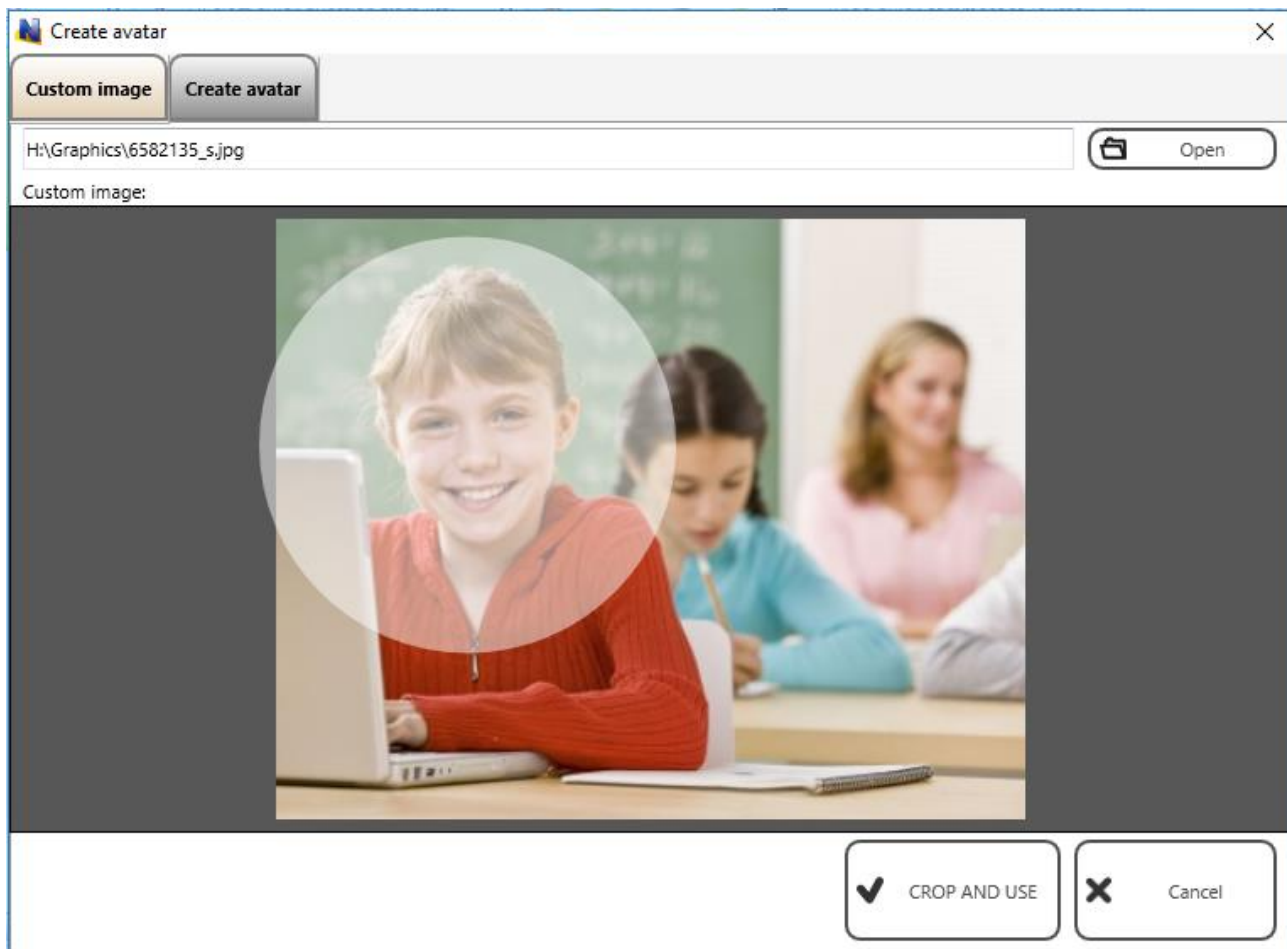 Create avatar
Custom image Create avatar
H:\Graphics\6582135_s.jpg Open
Custom image:
CROP AND USE Cancel